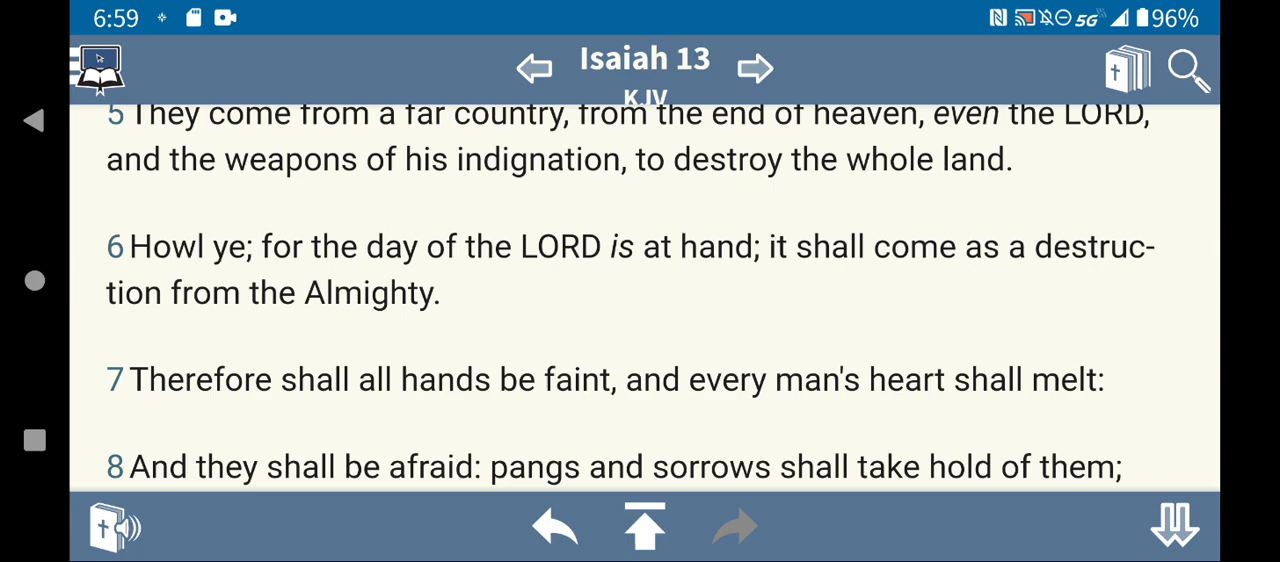 6:59 5G 96%
Isaiah 13
KJV
5 They come from a far country, from the end of heaven, even the LORD,
and the weapons of his indignation, to destroy the whole land.
6 Howl ye; for the day of the LORD is at hand; it shall come as a destruc-
tion from the Almighty.
7 Therefore shall all hands be faint, and every man's heart shall melt:
8 And they shall be afraid: pangs and sorrows shall take hold of them;